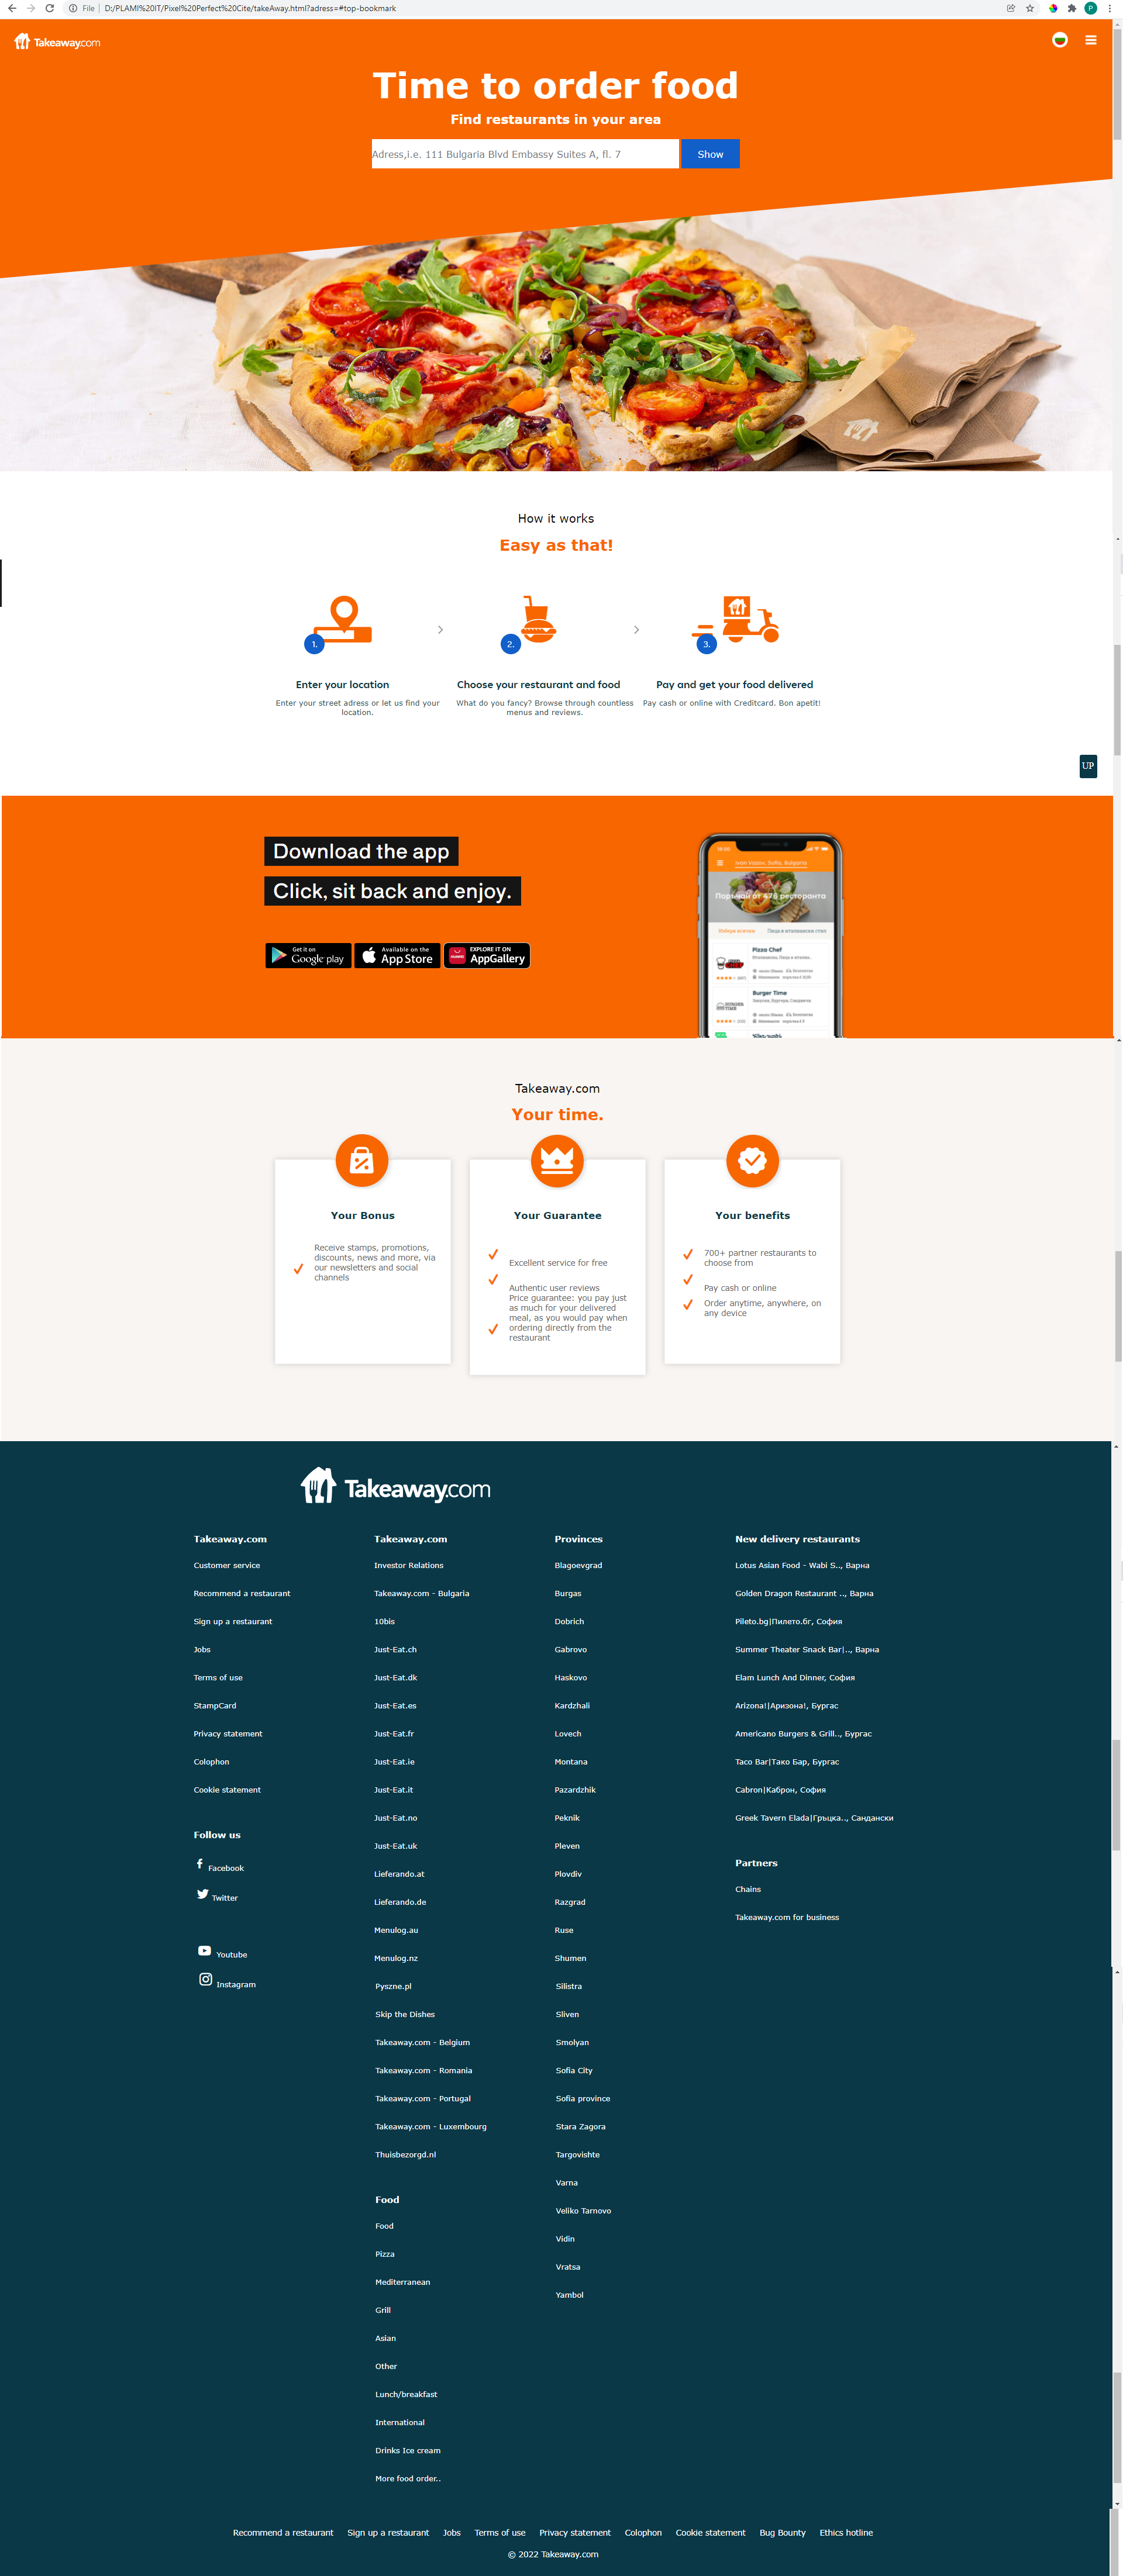 File | D:/PLAMI%20IT/Pixel%20Perfect%20Cite/takeAway.html?adress=#top-bookmark
P
Takeaway.com
Time to order food
Find restaurants in your area
Adress,i.e. 111 Bulgaria Blvd Embassy Suites A, fl. 7
Show
How it works
Easy as that!
1.
2.
3.
Enter your location
Choose your restaurant and food
Pay and get your food delivered
Enter your street adress or let us find your
location.
What do you fancy? Browse through countless
menus and reviews.
Pay cash or online with Creditcard. Bon apetit!
UP
Download the app
Click, sit back and enjoy.
Get it on
Google play
Available on the
App Store
EXPLORE IT ON
AppGallery
Ivan Vazov, Sofia, Bulgaria
Поръчай от 478 ресторанта
Pizza Chef
Burger Time
Takeaway.com
Your time.
Your Bonus
Receive stamps, promotions,
discounts, news and more, via
our newsletters and social
channels
Your Guarantee
Excellent service for free
Authentic user reviews
Price guarantee: you pay just
as much for your delivered
meal, as you would pay when
ordering directly from the
restaurant
Your benefits
700+ partner restaurants to
choose from
Pay cash or online
Order anytime, anywhere, on
any device
Takeaway.com
Takeaway.com
Customer service
Recommend a restaurant
Sign up a restaurant
Jobs
Terms of use
StampCard
Privacy statement
Colophon
Cookie statement
Follow us
Facebook
Twitter
Youtube
Instagram
Takeaway.com
Investor Relations
Takeaway.com - Bulgaria
10bis
Just-Eat.ch
Just-Eat.dk
Just-Eat.es
Just-Eat.fr
Just-Eat.ie
Just-Eat.it
Just-Eat.no
Just-Eat.uk
Lieferando.at
Lieferando.de
Menulog.au
Menulog.nz
Pyszne.pl
Skip the Dishes
Takeaway.com - Belgium
Takeaway.com - Romania
Takeaway.com - Portugal
Takeaway.com - Luxembourg
Thuisbezorgd.nl
Food
Food
Pizza
Mediterranean
Grill
Asian
Other
Lunch/breakfast
International
Drinks Ice cream
More food order..
Provinces
Blagoevgrad
Burgas
Dobrich
Gabrovo
Haskovo
Kardzhali
Lovech
Montana
Pazardzhik
Peknik
Pleven
Plovdiv
Razgrad
Ruse
Shumen
Silistra
Sliven
Smolyan
Sofia City
Sofia province
Stara Zagora
Targovishte
Varna
Veliko Tarnovo
Vidin
Vratsa
Yambol
New delivery restaurants
Lotus Asian Food - Wabi S.., Варна
Golden Dragon Restaurant .., Варна
Pileto.bg|Пилето.бг, София
Summer Theater Snack Bar|.., Варна
Elam Lunch And Dinner, София
Arizona!|Аризона!, Бургас
Americano Burgers & Grill.., Бургас
Taco Bar|Тако Бар, Бургас
Cabron|Каброн, София
Greek Tavern Elada|Гръцка.., Сандански
Partners
Chains
Takeaway.com for business
Recommend a restaurant Sign up a restaurant Jobs Terms of use Privacy statement Colophon Cookie statement Bug Bounty Ethics hotline
© 2022 Takeaway.com